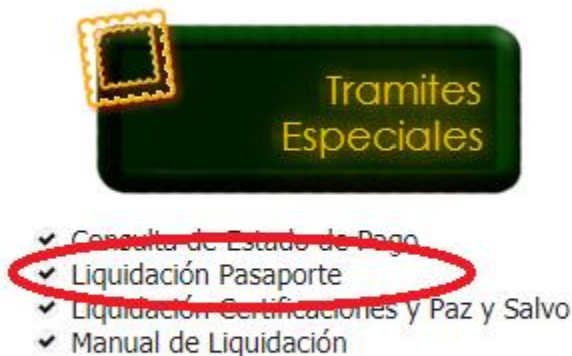 Tramites
Especiales
Consulta de Estado de Pago
Liquidación Pasaporte
Liquidación Certificaciones y Paz y Salvo
Manual de Liquidación